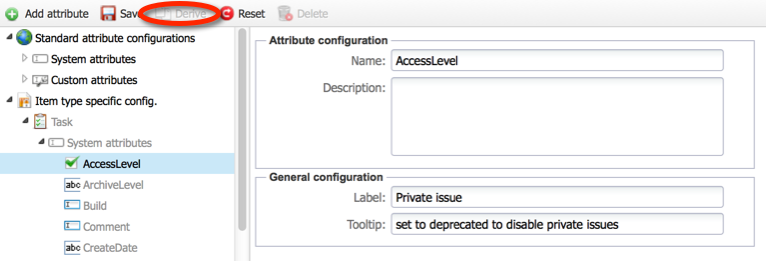 Add attribute Save Derive Reset Delete
Standard attribute configurations
System attributes
Custom attributes
Item type specific config.
Task
System attributes
AccessLevel
abc ArchiveLevel
Build
Comment
abc CreateDate
Attribute configuration
Name: AccessLevel
Description:
General configuration
Label: Private issue
Tooltip: set to deprecated to disable private issues